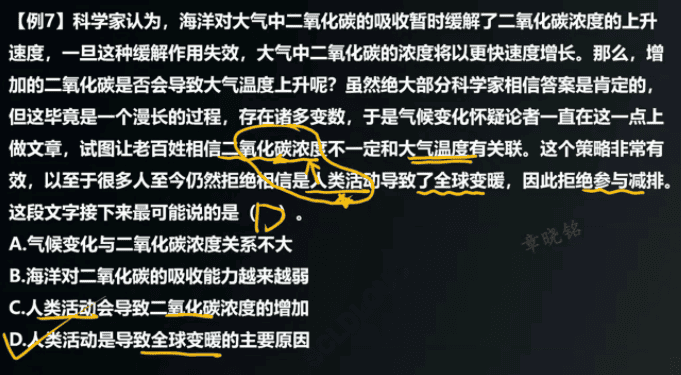 【例7】科学家认为，海洋对大气中二氧化碳的吸收暂时缓解了二氧化碳浓度的上升
速度，一旦这种缓解作用失效，大气中二氧化碳的浓度将以更快速度增长。那么，增
加的二氧化碳是否会导致大气温度上升呢？虽然绝大部分科学家相信答案是肯定的，
但这毕竟是一个漫长的过程，存在诸多变数，于是气候变化怀疑论者一直在这一点上
做文章，试图让老百姓相信二氧化碳浓度不一定和大气温度有关联。这个策略非常有
效，以至于很多人至今仍然拒绝相信是人类活动导致了全球变暖，因此拒绝参与减排。
这段文字接下来最可能说的是（D）。
A.气候变化与二氧化碳浓度关系不大
B.海洋对二氧化碳的吸收能力越来越弱
C.人类活动会导致二氧化碳浓度的增加
D.人类活动是导致全球变暖的主要原因
章晓铭